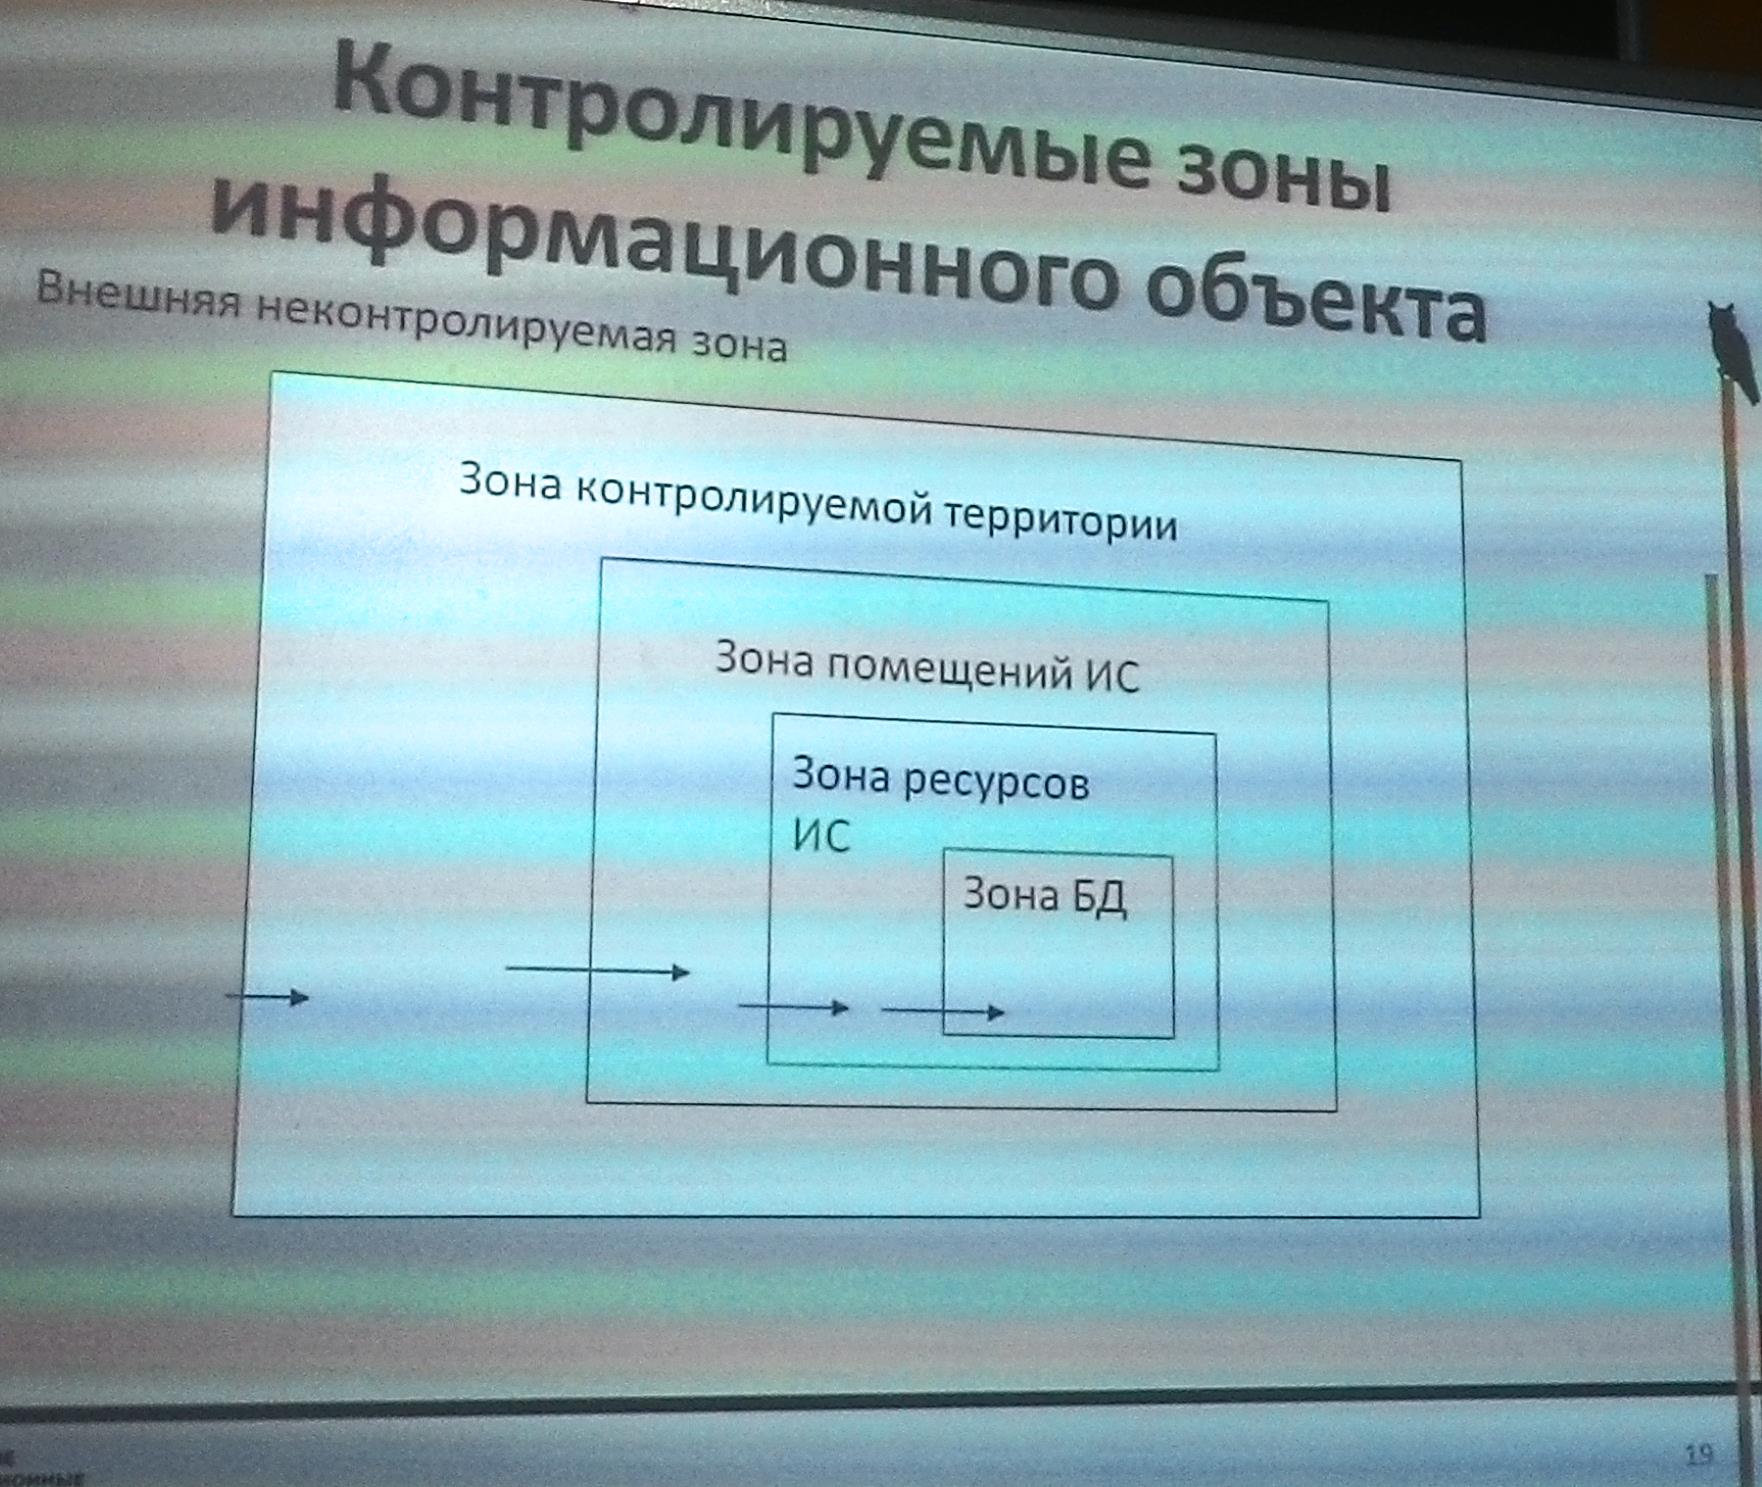 Контролируемые зоны
информационного объекта
Внешняя неконтролируемая зона
Зона контролируемой территории
Зона помещений ИС
Зона ресурсов
ИС
Зона БД
19